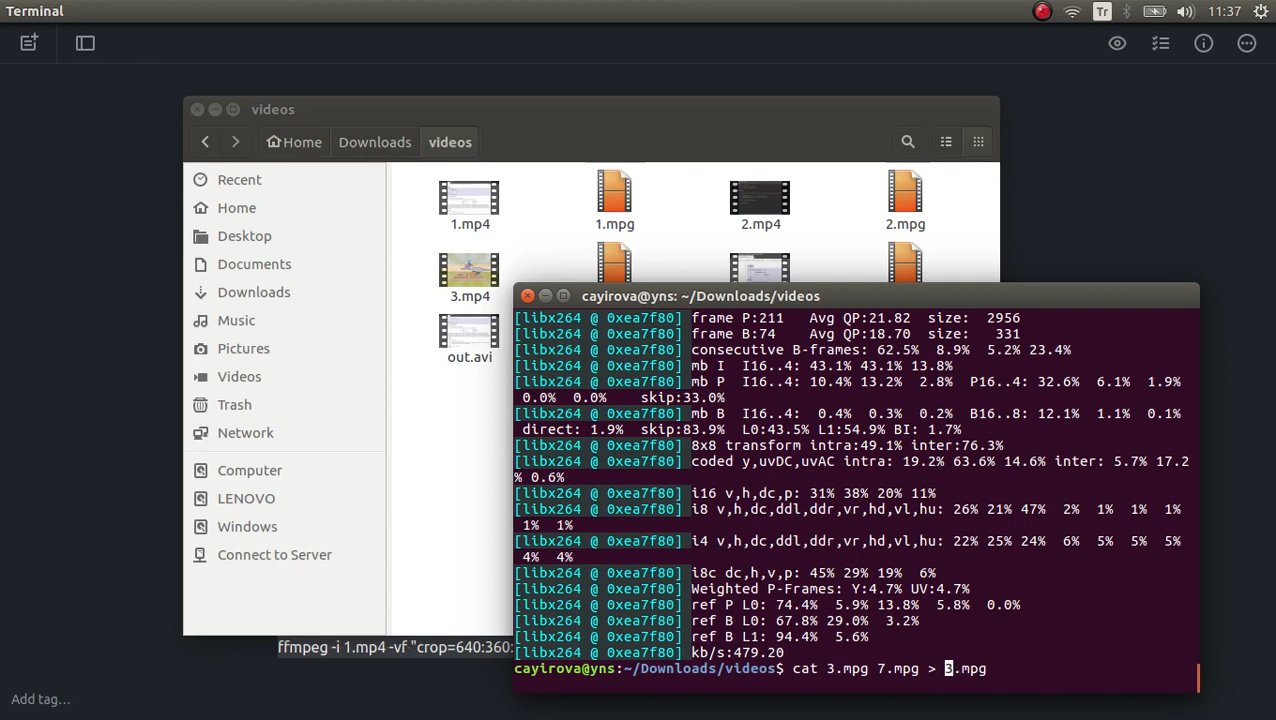 Terminal
Tr
11:37
videos
Home
Downloads
videos
Recent
Home
Desktop
Documents
Downloads
Music
Pictures
Videos
Trash
Network
Computer
LENOVO
Windows
Connect to Server
1.mp4
1.mpg
2.mp4
2.mpg
3.mp4
out.avi
cayirova@yns: ~/Downloads/videos
[libx264 @ 0xea7f80] frame P:211   Avg QP:21.82  size:  2956
[libx264 @ 0xea7f80] frame B:74    Avg QP:18.70  size:   331
[libx264 @ 0xea7f80] consecutive B-frames: 62.5%  8.9%  5.2% 23.4%
[libx264 @ 0xea7f80] mb I  I16..4: 43.1% 43.1% 13.8%
[libx264 @ 0xea7f80] mb P  I16..4: 10.4% 13.2%  2.8%  P16..4: 32.6%  6.1%  1.9%
 0.0%  0.0%    skip:33.0%
[libx264 @ 0xea7f80] mb B  I16..4:  0.4%  0.3%  0.2%  B16..8: 12.1%  1.1%  0.1%
 direct: 1.9%  skip:83.9%  L0:43.5% L1:54.9% BI: 1.7%
[libx264 @ 0xea7f80] 8x8 transform intra:49.1% inter:76.3%
[libx264 @ 0xea7f80] coded y,uvDC,uvAC intra: 19.2% 63.6% 14.6% inter: 5.7% 17.2
% 0.6%
[libx264 @ 0xea7f80] i16 v,h,dc,p: 31% 38% 20% 11%
[libx264 @ 0xea7f80] i8 v,h,dc,ddl,ddr,vr,hd,vl,hu: 26% 21% 47%  2%  1%  1%  1%
 1%  1%
[libx264 @ 0xea7f80] i4 v,h,dc,ddl,ddr,vr,hd,vl,hu: 22% 25% 24%  6%  5%  5%  5%
 4%  4%
[libx264 @ 0xea7f80] i8c dc,h,v,p: 45% 29% 19%  6%
[libx264 @ 0xea7f80] Weighted P-Frames: Y:4.7% UV:4.7%
[libx264 @ 0xea7f80] ref P L0: 74.4%  5.9% 13.8%  5.8%  0.0%
[libx264 @ 0xea7f80] ref B L0: 67.8% 29.0%  3.2%
[libx264 @ 0xea7f80] ref B L1: 94.4%  5.6%
[libx264 @ 0xea7f80] kb/s:479.20
cayirova@yns:~/Downloads/videos$ cat 3.mpg 7.mpg > 3.mpg
ffmpeg -i 1.mp4 -vf "crop=640:360:
Add tag...